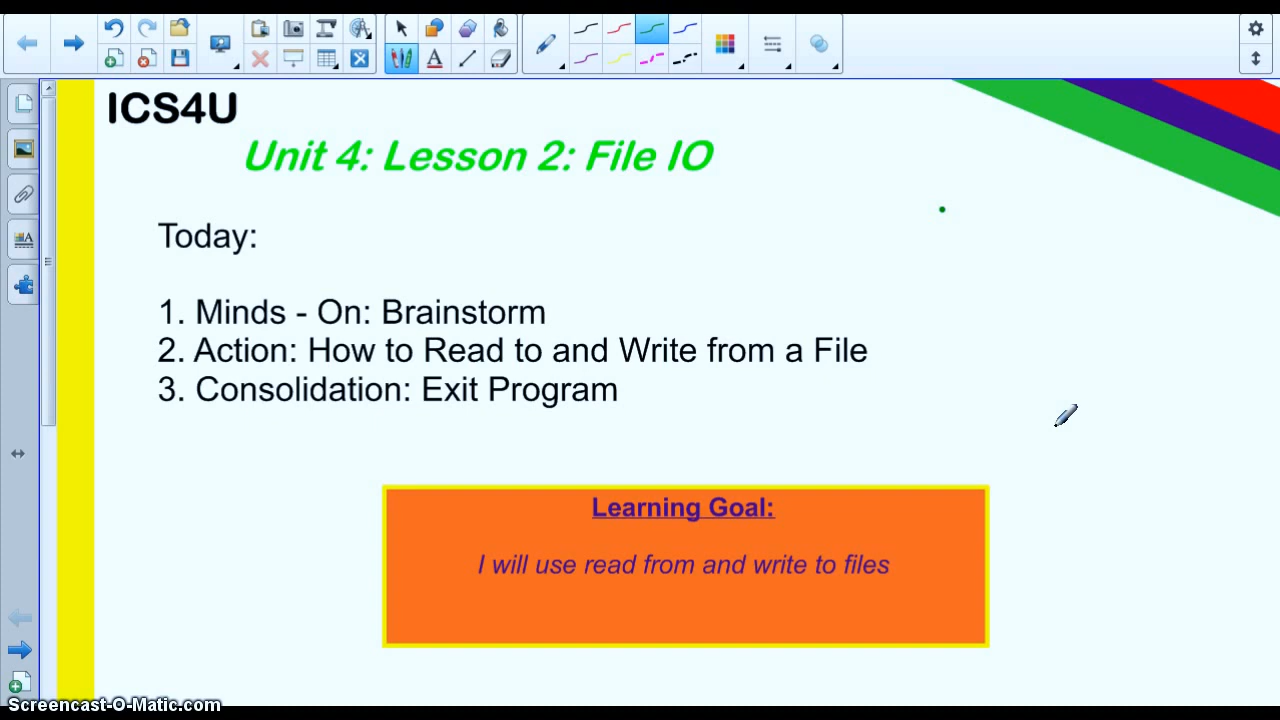 ICS4U
Unit 4: Lesson 2: File IO
Today:
1. Minds - On: Brainstorm
2. Action: How to Read to and Write from a File
3. Consolidation: Exit Program
Learning Goal:
I will use read from and write to files
Screencast-O-Matic.com